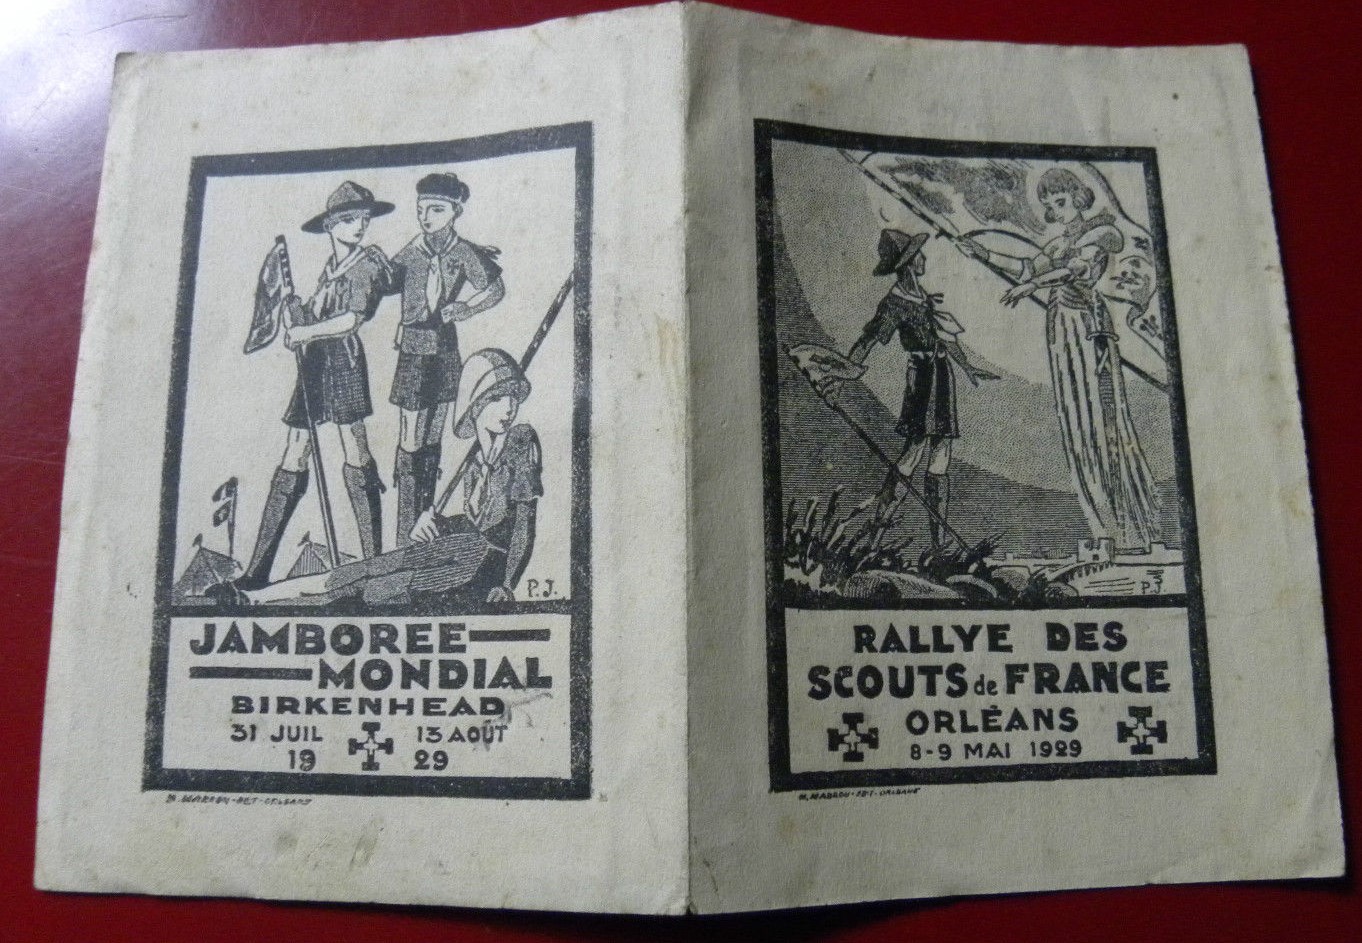 P.J.
JAMBOREE
MONDIAL
BIRKENHEAD
31 JUIL 13 AOUT
19 29
P.J.
RALLYE DES
SCOUTS de FRANCE
ORLÉANS
8-9 MAI 1929